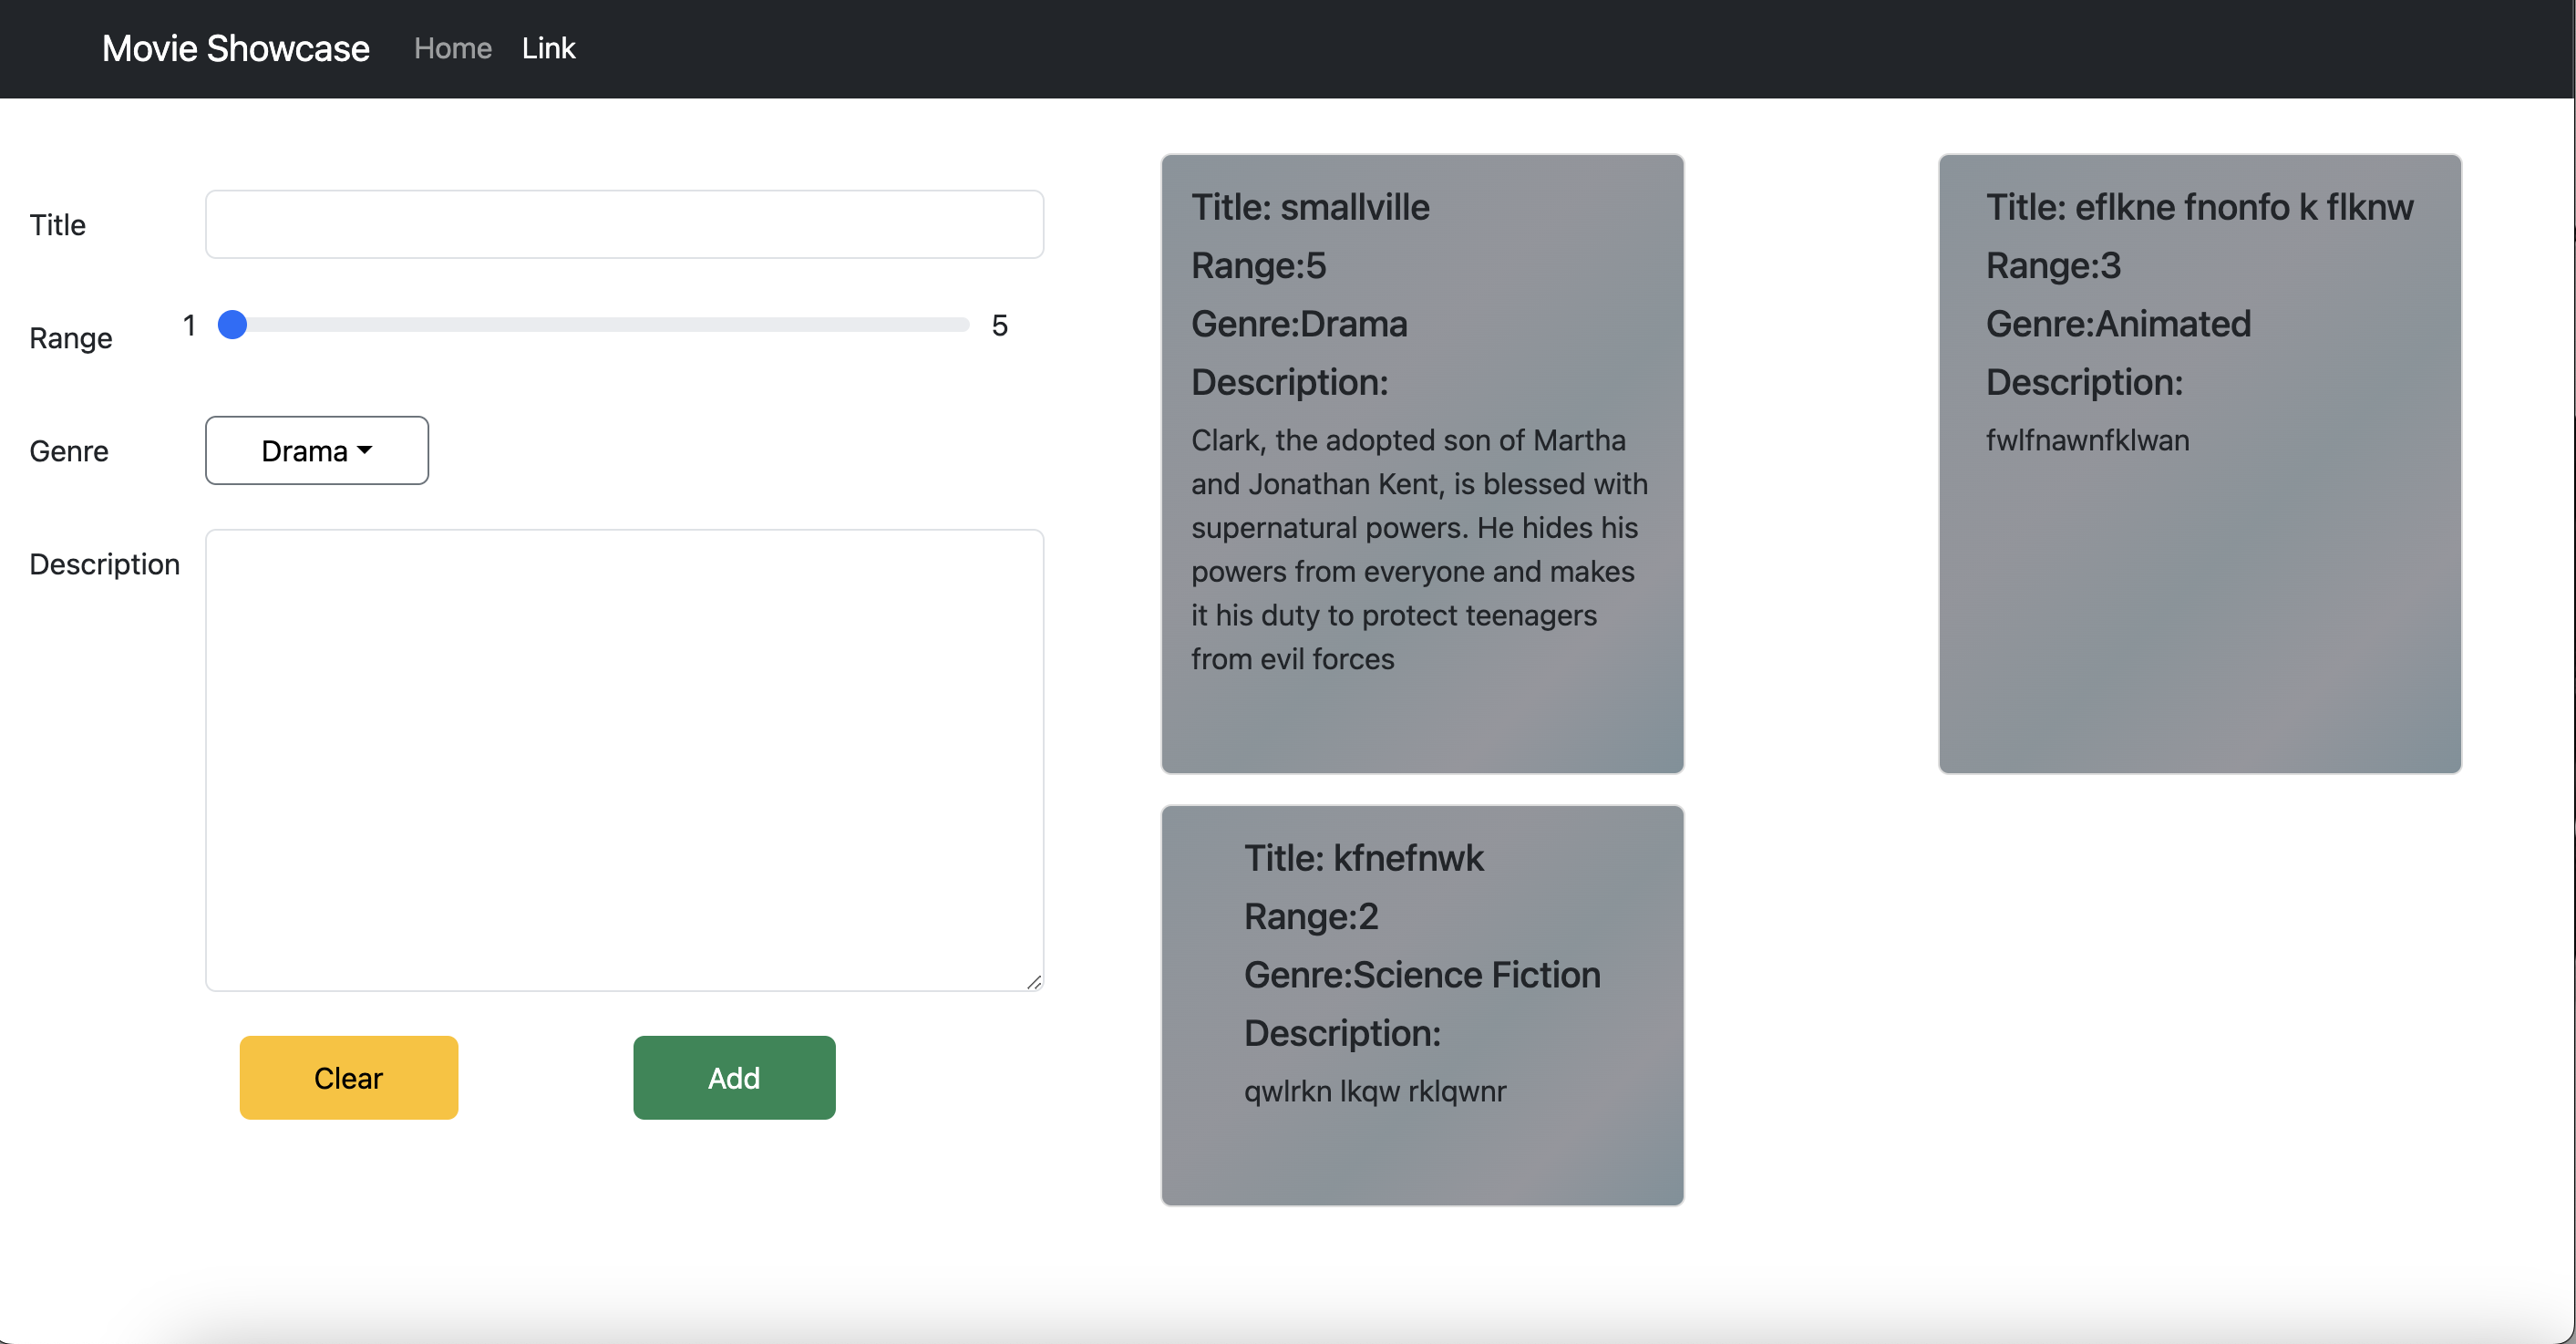 Movie Showcase Home Link
Title
Range 1 5
Genre Drama
Description
Clear Add
Title: smallville
Range:5
Genre:Drama
Description:
Clark, the adopted son of Martha
and Jonathan Kent, is blessed with
supernatural powers. He hides his
powers from everyone and makes
it his duty to protect teenagers
from evil forces
Title: eflkne fnonfo k flknw
Range:3
Genre:Animated
Description:
fwlfnawnfklwan
Title: kfnefnwk
Range:2
Genre:Science Fiction
Description:
qwlrkn lkqw rklqwnr